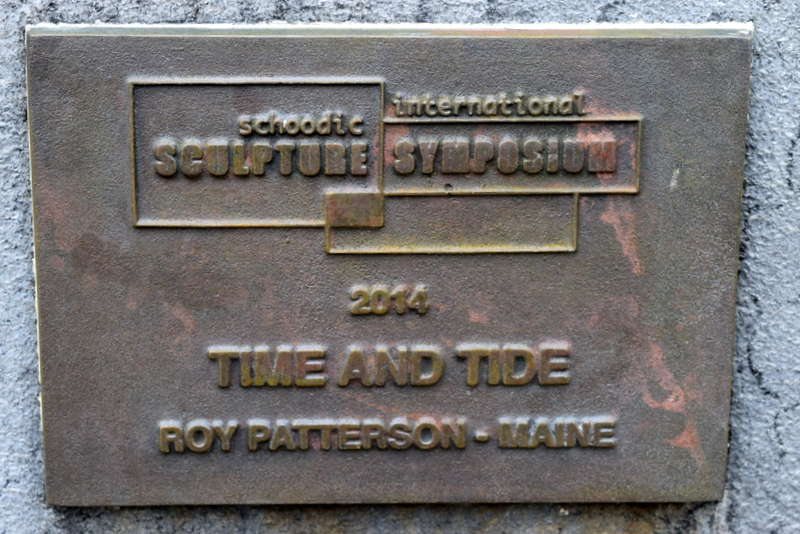 schoodic international
SCULPTURE SYMPOSIUM
2014
TIME AND TIDE
ROY PATTERSON - MAINE